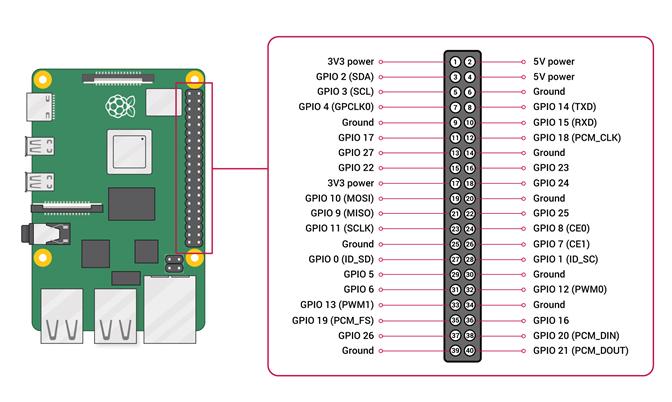 3V3 power 1 2 5V power
GPIO 2 (SDA) 3 4 5V power
GPIO 3 (SCL) 5 6 Ground
GPIO 4 (GPCLK0) 7 8 GPIO 14 (TXD)
Ground 9 10 GPIO 15 (RXD)
GPIO 17 11 12 GPIO 18 (PCM_CLK)
GPIO 27 13 14 Ground
GPIO 22 15 16 GPIO 23
3V3 power 17 18 GPIO 24
GPIO 10 (MOSI) 19 20 Ground
GPIO 9 (MISO) 21 22 GPIO 25
GPIO 11 (SCLK) 23 24 GPIO 8 (CE0)
Ground 25 26 GPIO 7 (CE1)
GPIO 0 (ID_SD) 27 28 GPIO 1 (ID_SC)
GPIO 5 29 30 Ground
GPIO 6 31 32 GPIO 12 (PWM0)
GPIO 13 (PWM1) 33 34 Ground
GPIO 19 (PCM_FS) 35 36 GPIO 16
GPIO 26 37 38 GPIO 20 (PCM_DIN)
Ground 39 40 GPIO 21 (PCM_DOUT)